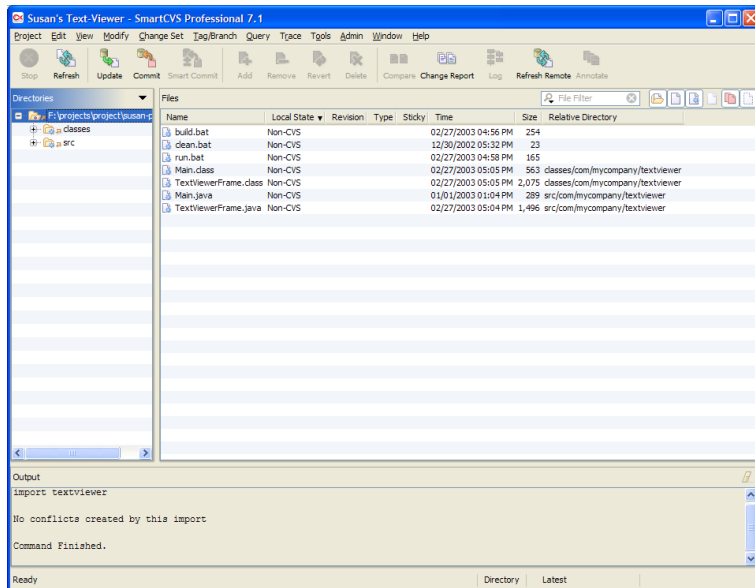 Susan's Text-Viewer - SmartCVS Professional 7.1
Project Edit View Modify Change Set Tag/Branch Query Trace Tools Admin Window Help
Stop Refresh Update Commit Smart Commit Add Remove Revert Delete Compare Change Report Log Refresh Remote Annotate
Directories
F:\projects\project\susan-p
classes
src
Files
File Filter
Name Local State Revision Type Sticky Time Size Relative Directory
build.bat Non-CVS 02/27/2003 04:56 PM 254
clean.bat Non-CVS 12/30/2002 05:32 PM 23
run.bat Non-CVS 02/27/2003 04:58 PM 165
Main.class Non-CVS 02/27/2003 05:05 PM 563 classes/com/mycompany/textviewer
TextViewerFrame.class Non-CVS 02/27/2003 05:05 PM 2,075 classes/com/mycompany/textviewer
Main.java Non-CVS 01/01/2003 01:04 PM 289 src/com/mycompany/textviewer
TextViewerFrame.java Non-CVS 02/27/2003 05:04 PM 1,496 src/com/mycompany/textviewer
Output
import textviewer
No conflicts created by this import
Command Finished.
Ready Directory Latest